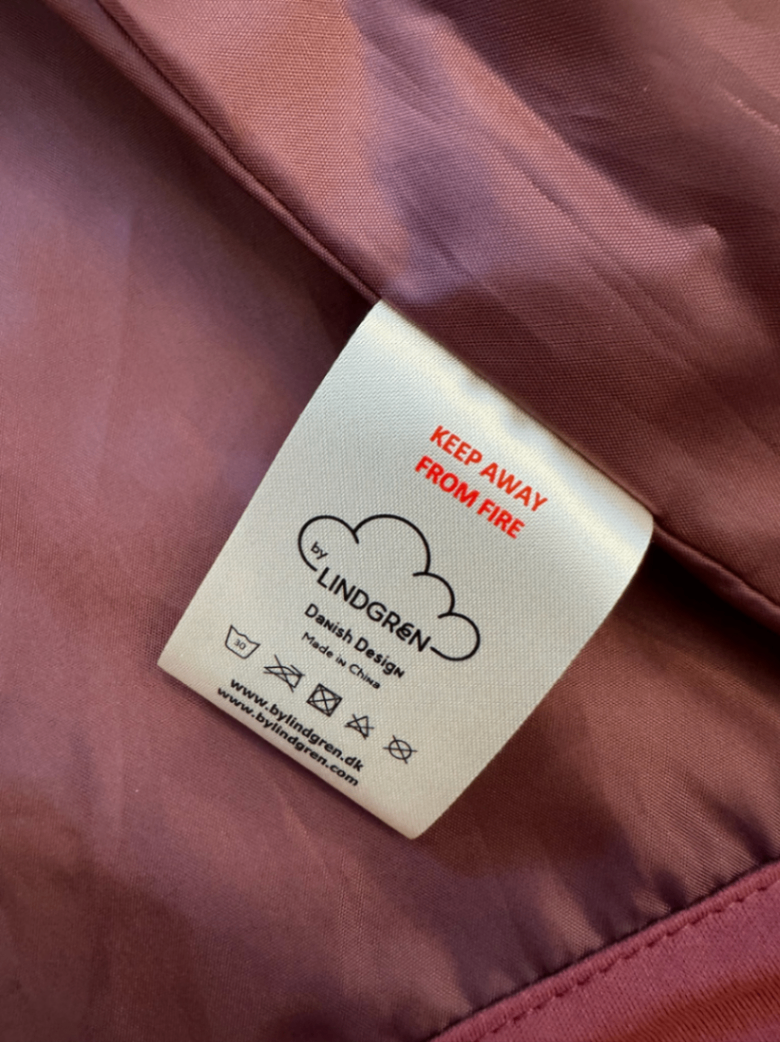 KEEP AWAY
FROM FIRE
by
LINDGREN
Danish Design
Made in China
30
www.bylindgren.dk
www.bylindgren.com